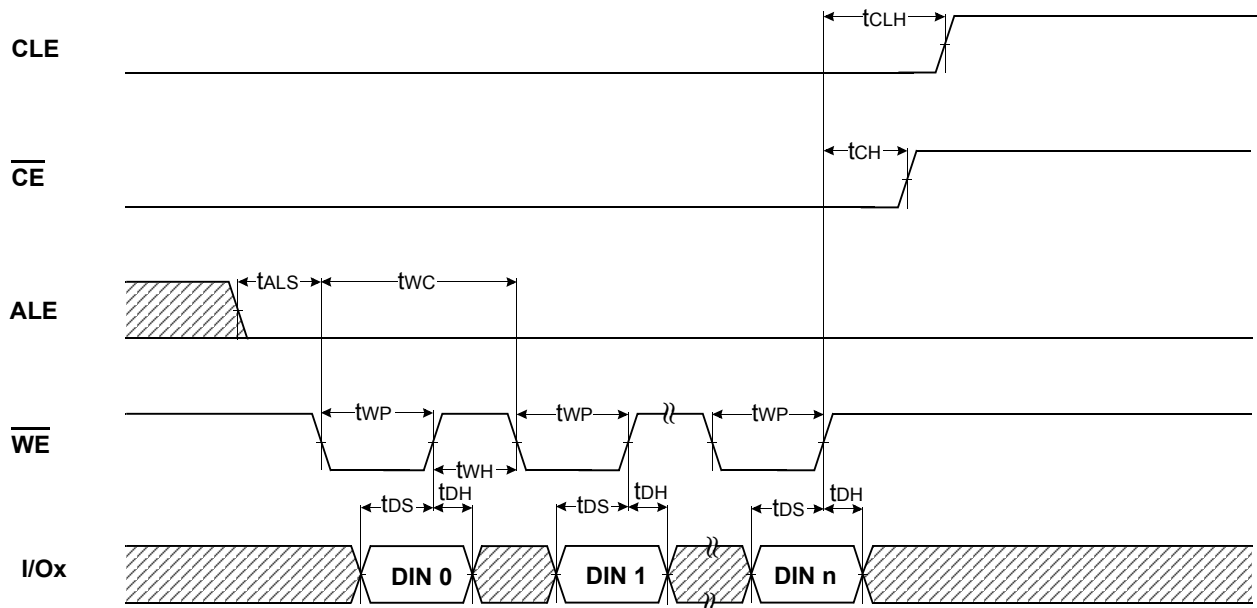 tCLH
CLE
tCH
CE
tALS tWC
ALE
tWP tWP tWP
WE
tWH
tDS tDH tDS tDH tDS tDH
I/Ox DIN 0 DIN 1 DIN n